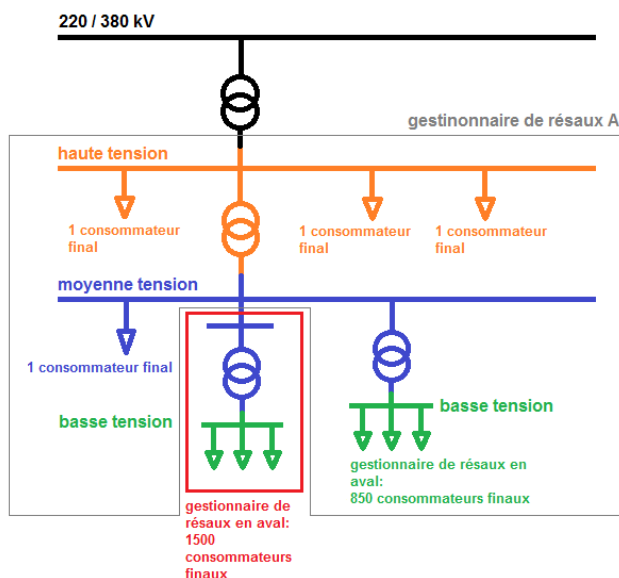 220 / 380 kV
gestinonnaire de résaux A
haute tension
1 consommateur
final
1 consommateur
final
1 consommateur
final
moyenne tension
1 consommateur final
basse tension
basse tension
gestionnaire de résaux en
aval:
850 consommateurs finaux
gestionnaire de
résaux en aval:
1500
consommateurs
finaux